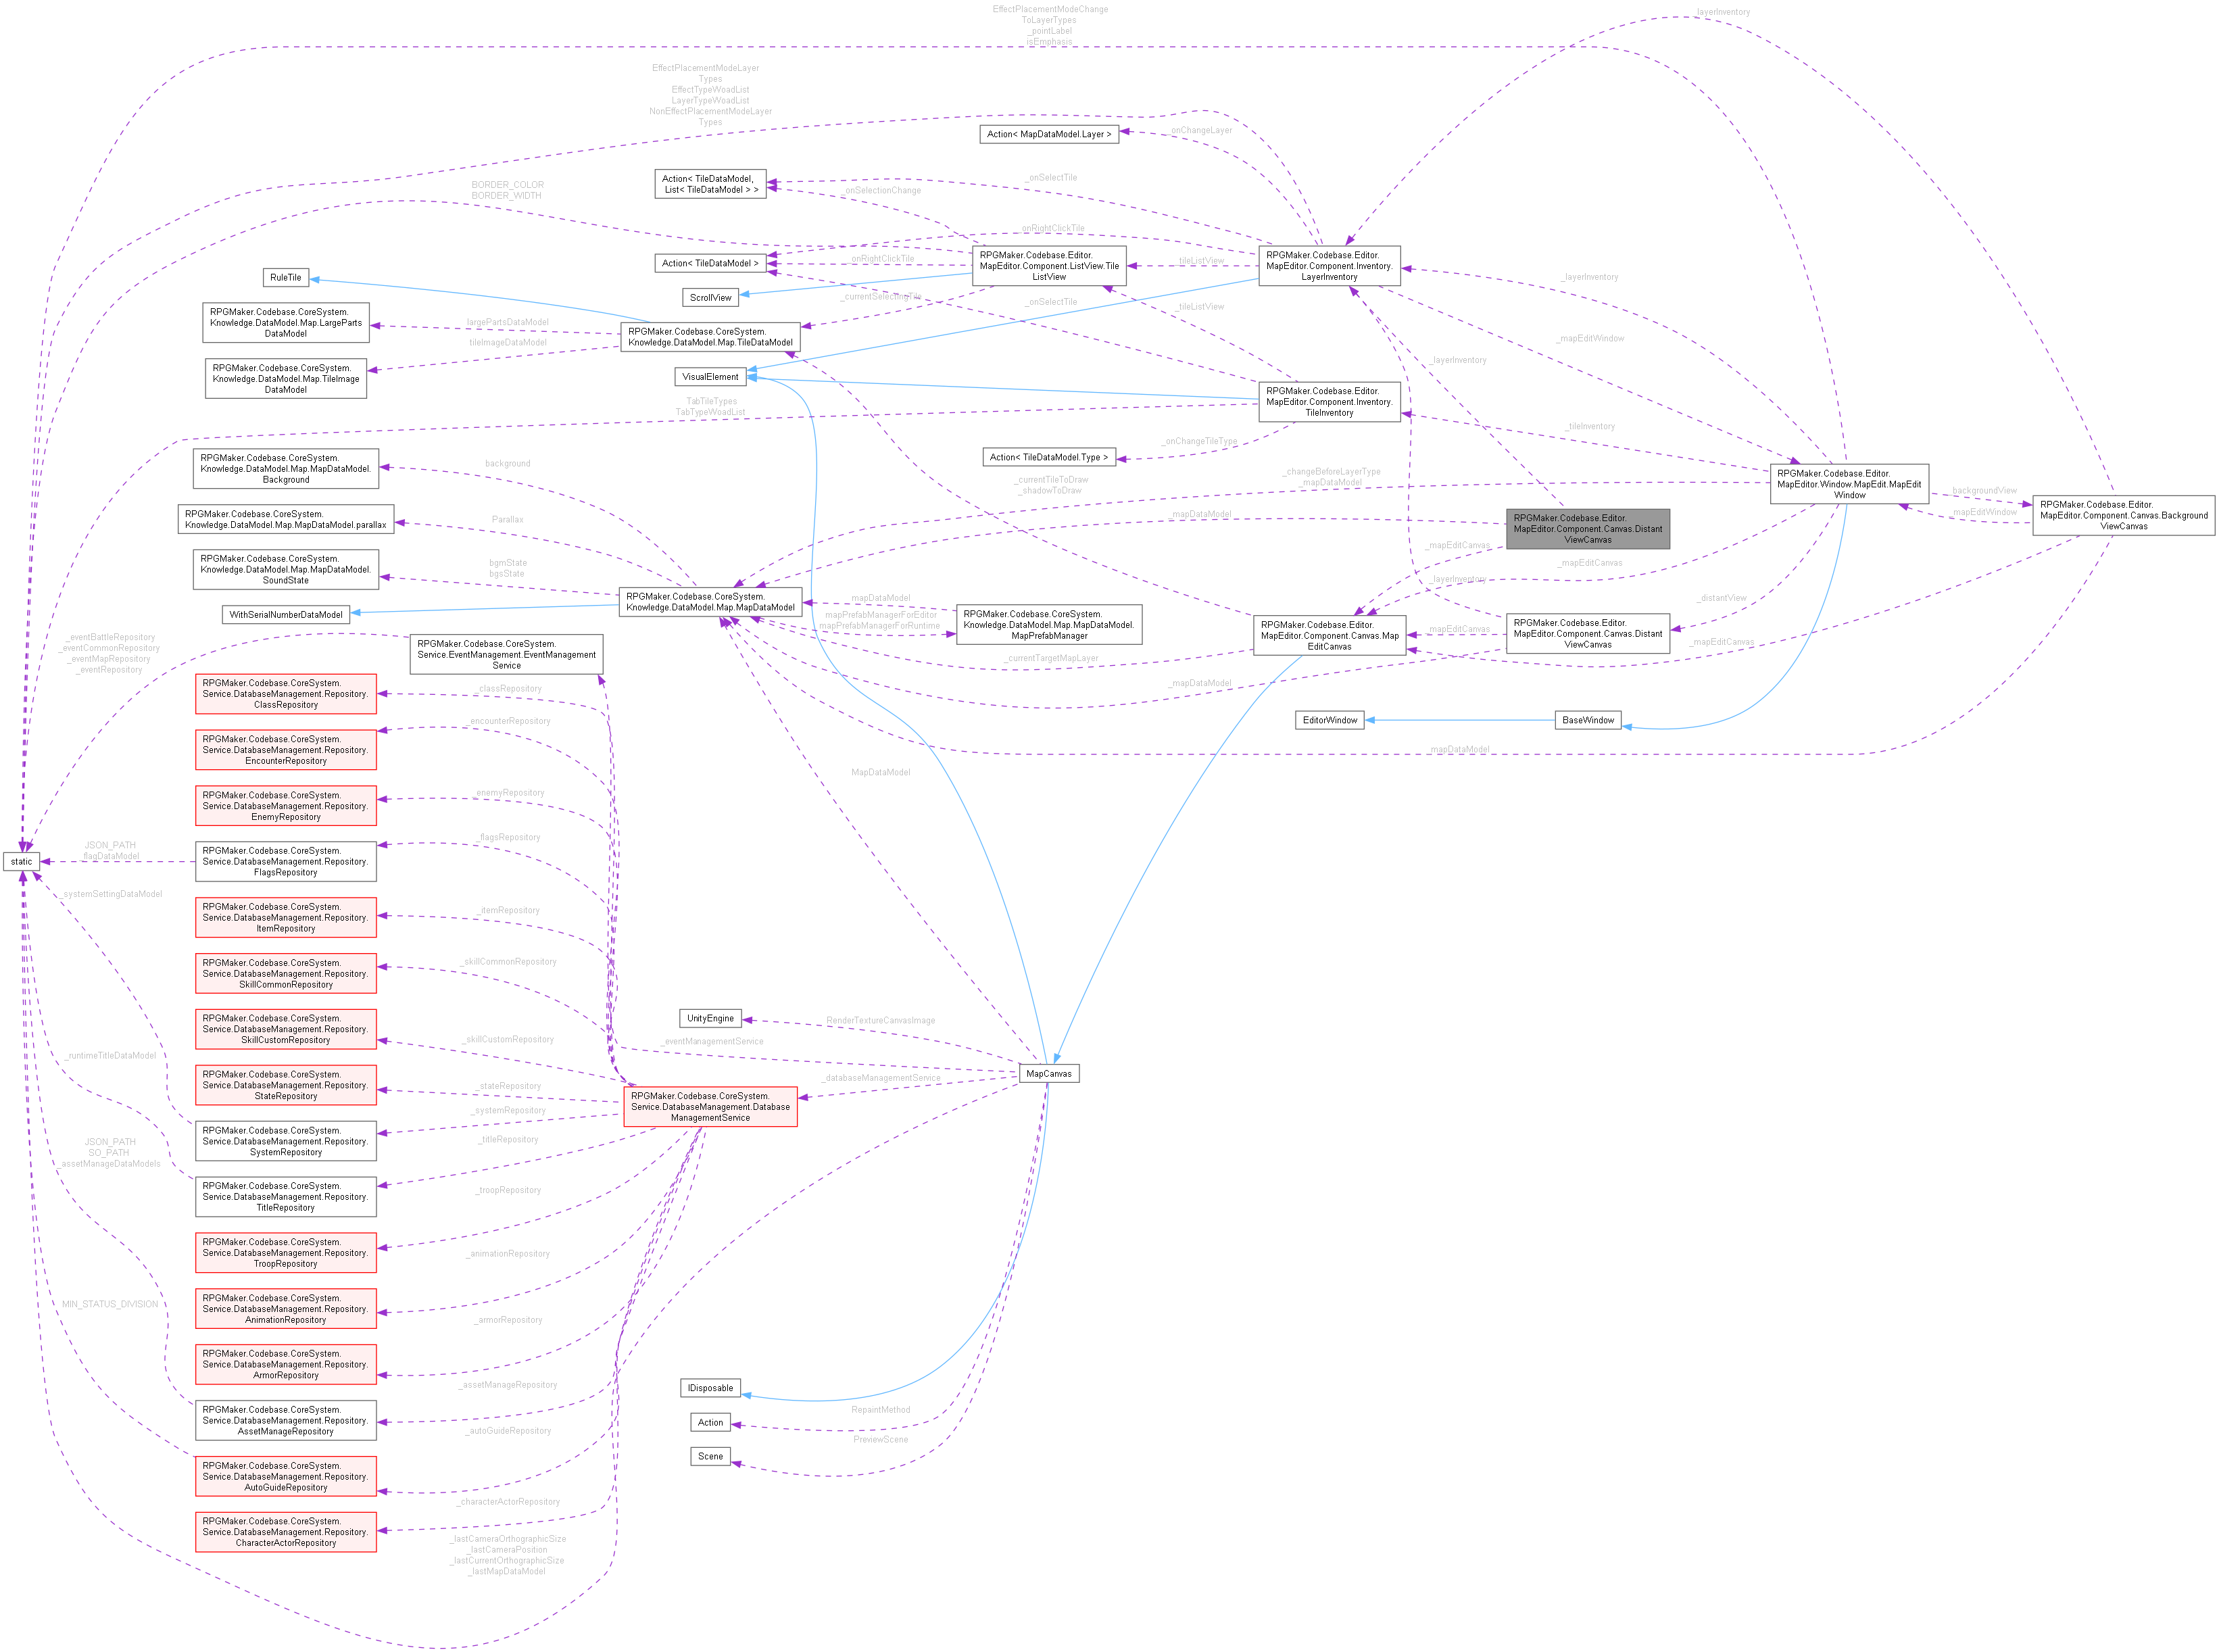 EffectPlacementModeChange
ToLayerTypes
_pointLabel
isEmphasis
layerInventory
EffectPlacementModeLayer
Types
EffectTypeWoadList
LayerTypeWoadList
NonEffectPlacementModeLayer
Types
Action< MapDataModel.Layer >
onChangeLayer
BORDER_COLOR
BORDER_WIDTH
Action< TileDataModel,
List< TileDataModel > >
_onSelectionChange
_onSelectTile
_onRightClickTile
RuleTile
Action< TileDataModel >
onRightClickTile
RPGMaker.Codebase.Editor.
MapEditor.Component.ListView.Tile
ListView
tileListView
RPGMaker.Codebase.Editor.
MapEditor.Component.Inventory.
LayerInventory
_layerInventory
ScrollView
_currentSelectingTile
_onSelectTile
_tileListView
RPGMaker.Codebase.CoreSystem.
Knowledge.DataModel.Map.LargeParts
DataModel
largePartsDataModel
tileImageDataModel
RPGMaker.Codebase.CoreSystem.
Knowledge.DataModel.Map.TileDataModel
_mapEditWindow
RPGMaker.Codebase.CoreSystem.
Knowledge.DataModel.Map.TileImage
DataModel
VisualElement
_layerInventory
TabTileTypes
TabTypeWoadList
RPGMaker.Codebase.Editor.
MapEditor.Component.Inventory.
TileInventory
_tileInventory
RPGMaker.Codebase.CoreSystem.
Knowledge.DataModel.Map.MapDataModel.
Background
background
Action< TileDataModel.Type >
_onChangeTileType
_currentTileToDraw
_shadowToDraw
_changeBeforeLayerType
_mapDataModel
RPGMaker.Codebase.Editor.
MapEditor.Window.MapEdit.MapEdit
Window
backgroundView
_mapEditWindow
RPGMaker.Codebase.Editor.
MapEditor.Component.Canvas.Background
ViewCanvas
RPGMaker.Codebase.CoreSystem.
Knowledge.DataModel.Map.MapDataModel.parallax
Parallax
_mapDataModel
RPGMaker.Codebase.Editor.
MapEditor.Component.Canvas.Distant
ViewCanvas
_mapEditCanvas
_mapEditCanvas
RPGMaker.Codebase.CoreSystem.
Knowledge.DataModel.Map.MapDataModel.
SoundState
bgmState
bgsState
_layerInventory
_distantView
RPGMaker.Codebase.CoreSystem.
Knowledge.DataModel.Map.MapDataModel
mapDataModel
mapPrefabManagerForEditor
mapPrefabManagerForRuntime
RPGMaker.Codebase.CoreSystem.
Knowledge.DataModel.Map.MapDataModel.
MapPrefabManager
WithSerialNumberDataModel
RPGMaker.Codebase.Editor.
MapEditor.Component.Canvas.Map
EditCanvas
_mapEditCanvas
RPGMaker.Codebase.Editor.
MapEditor.Component.Canvas.Distant
ViewCanvas
_mapEditCanvas
_eventBattleRepository
_eventCommonRepository
_eventMapRepository
_eventRepository
RPGMaker.Codebase.CoreSystem.
Service.EventManagement.EventManagement
Service
_currentTargetMapLayer
_mapDataModel
RPGMaker.Codebase.CoreSystem.
Service.DatabaseManagement.Repository.
ClassRepository
_classRepository
EditorWindow
BaseWindow
RPGMaker.Codebase.CoreSystem.
Service.DatabaseManagement.Repository.
EncounterRepository
_encounterRepository
_mapDataModel
MapDataModel
RPGMaker.Codebase.CoreSystem.
Service.DatabaseManagement.Repository.
EnemyRepository
_enemyRepository
static
JSON_PATH
_flagDataModel
RPGMaker.Codebase.CoreSystem.
Service.DatabaseManagement.Repository.
FlagsRepository
_flagsRepository
_systemSettingDataModel
RPGMaker.Codebase.CoreSystem.
Service.DatabaseManagement.Repository.
ItemRepository
_itemRepository
RPGMaker.Codebase.CoreSystem.
Service.DatabaseManagement.Repository.
SkillCommonRepository
_skillCommonRepository
RPGMaker.Codebase.CoreSystem.
Service.DatabaseManagement.Repository.
SkillCustomRepository
_skillCustomRepository
UnityEngine
RenderTextureCanvasImage
_eventManagementService
_runtimeTitleDataModel
RPGMaker.Codebase.CoreSystem.
Service.DatabaseManagement.Repository.
StateRepository
_stateRepository
_systemRepository
RPGMaker.Codebase.CoreSystem.
Service.DatabaseManagement.Database
ManagementService
_databaseManagementService
MapCanvas
RPGMaker.Codebase.CoreSystem.
Service.DatabaseManagement.Repository.
SystemRepository
_titleRepository
JSON_PATH
SO_PATH
_assetManageDataModels
RPGMaker.Codebase.CoreSystem.
Service.DatabaseManagement.Repository.
TitleRepository
_troopRepository
RPGMaker.Codebase.CoreSystem.
Service.DatabaseManagement.Repository.
TroopRepository
_animationRepository
MIN_STATUS_DIVISION
RPGMaker.Codebase.CoreSystem.
Service.DatabaseManagement.Repository.
AnimationRepository
_armorRepository
RPGMaker.Codebase.CoreSystem.
Service.DatabaseManagement.Repository.
ArmorRepository
_assetManageRepository
IDisposable
RPGMaker.Codebase.CoreSystem.
Service.DatabaseManagement.Repository.
AssetManageRepository
_autoGuideRepository
Action
RepaintMethod
Scene
PreviewScene
RPGMaker.Codebase.CoreSystem.
Service.DatabaseManagement.Repository.
AutoGuideRepository
_characterActorRepository
RPGMaker.Codebase.CoreSystem.
Service.DatabaseManagement.Repository.
CharacterActorRepository
_lastCameraOrthographicSize
_lastCameraPosition
_lastCurrentOrthographicSize
_lastMapDataModel